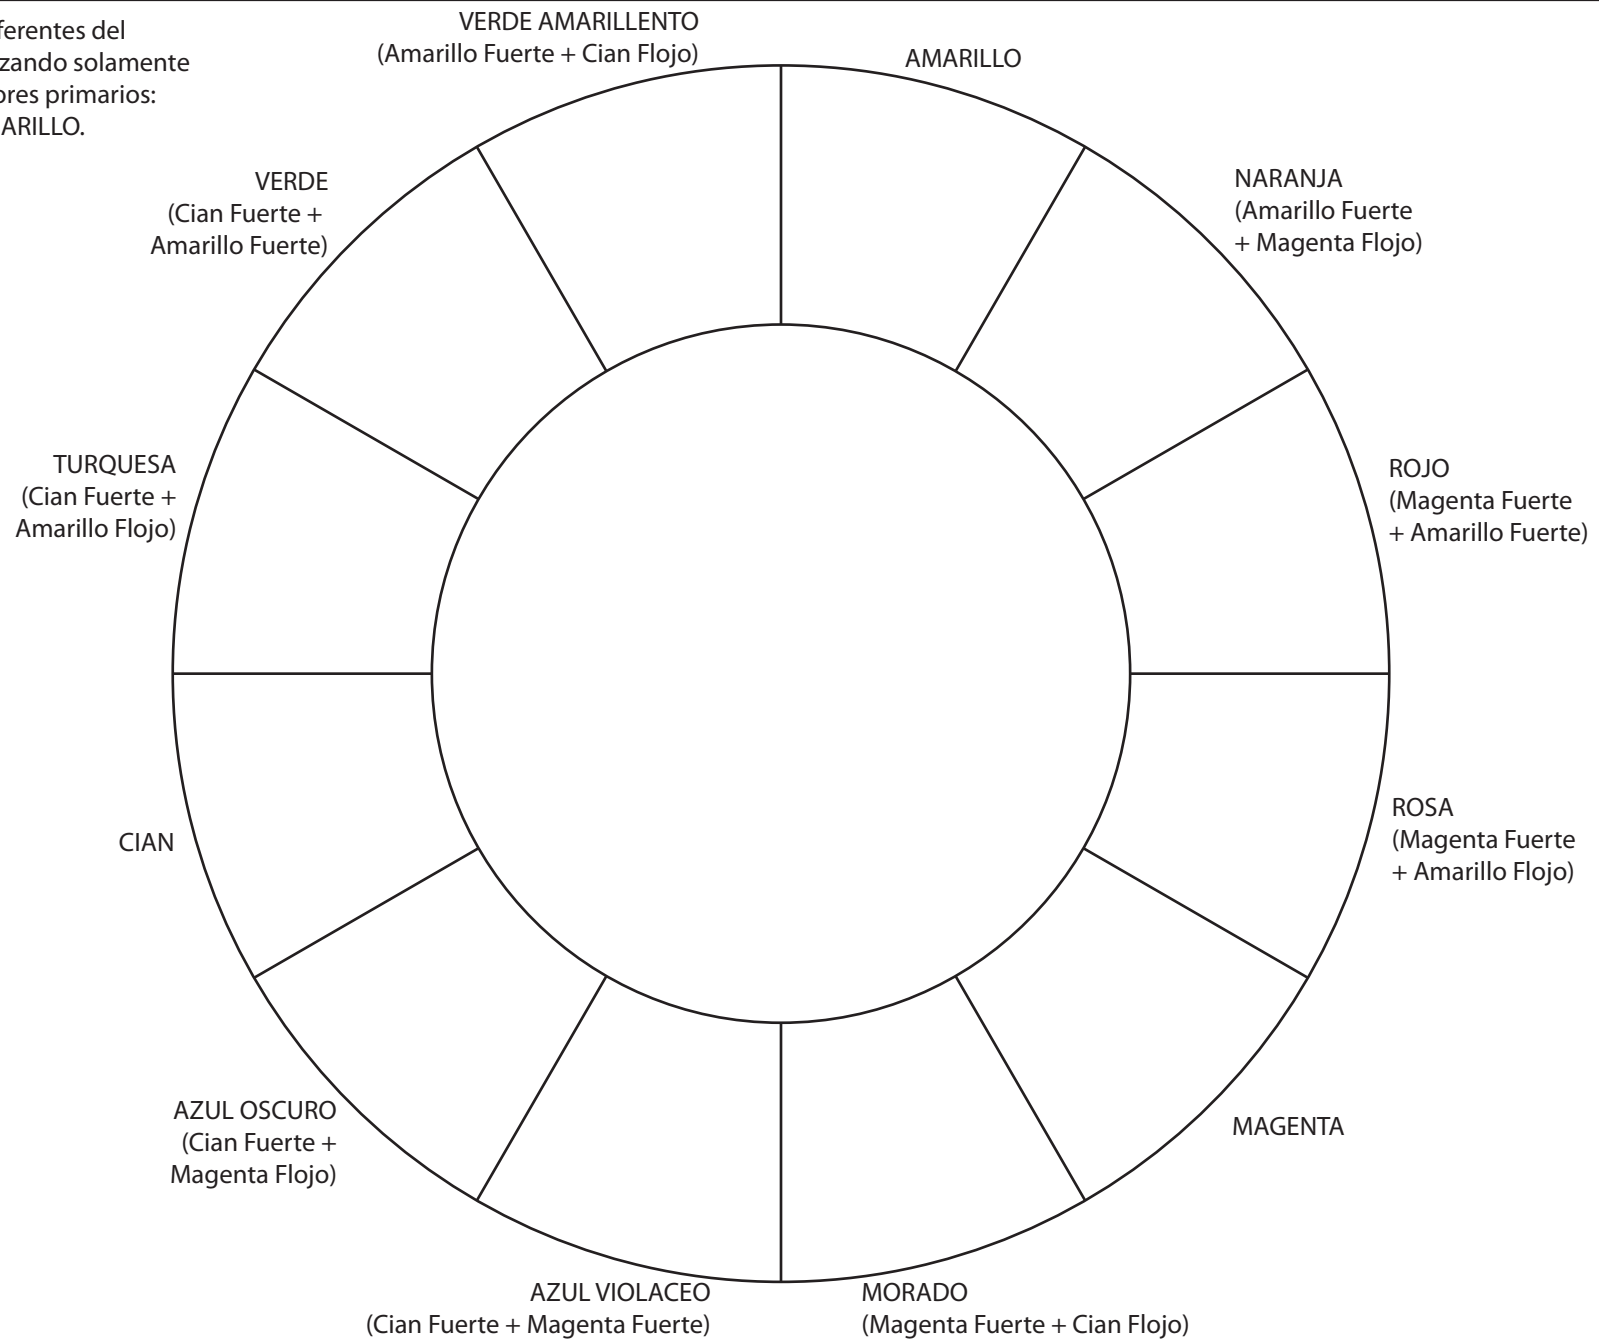 ferentes del
zando solamente
ores primarios:
ARILLO.
VERDE AMARILLENTO
(Amarillo Fuerte + Cian Flojo)
AMARILLO
NARANJA
(Amarillo Fuerte
+ Magenta Flojo)
ROJO
(Magenta Fuerte
+ Amarillo Fuerte)
ROSA
(Magenta Fuerte
+ Amarillo Flojo)
MAGENTA
MORADO
(Magenta Fuerte + Cian Flojo)
AZUL VIOLACEO
(Cian Fuerte + Magenta Fuerte)
AZUL OSCURO
(Cian Fuerte +
Magenta Flojo)
CIAN
TURQUESA
(Cian Fuerte +
Amarillo Flojo)
VERDE
(Cian Fuerte +
Amarillo Fuerte)